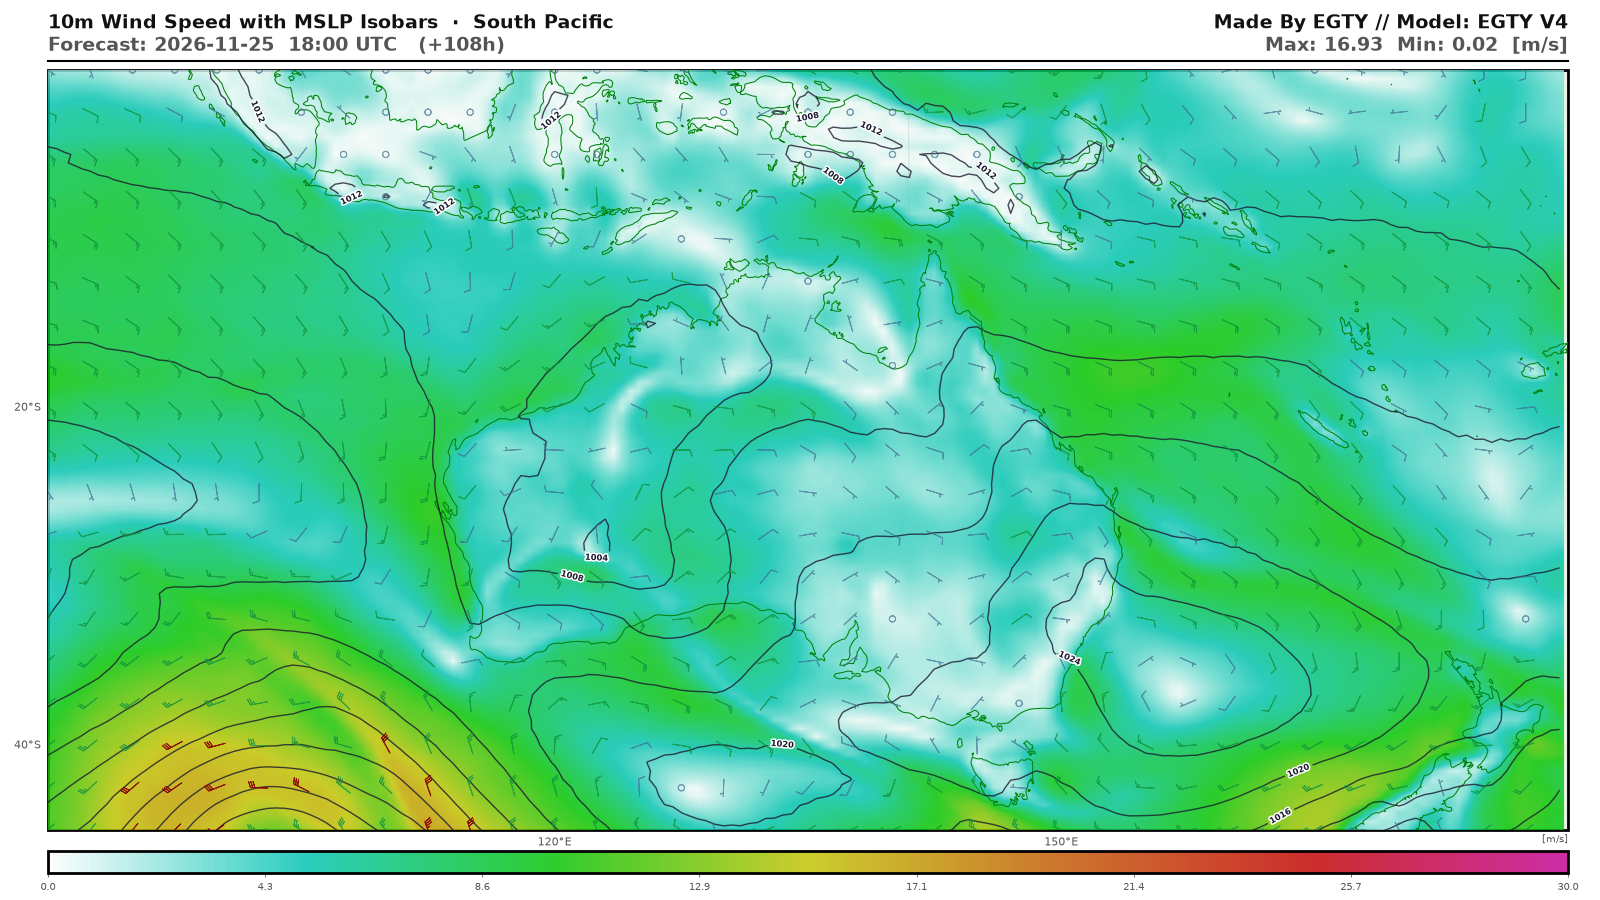 10m Wind Speed with MSLP Isobars · South Pacific
Made By EGTY // Model: EGTY V4
Forecast: 2026-11-25 18:00 UTC (+108h)
Max: 16.93 Min: 0.02 [m/s]
1012
1012
1008
1012
1012
1008
1012
1012
20°S
1004
1008
1024
40°S
1020
1020
1016
120°E
150°E
[m/s]
0.0
4.3
8.6
12.9
17.1
21.4
25.7
30.0